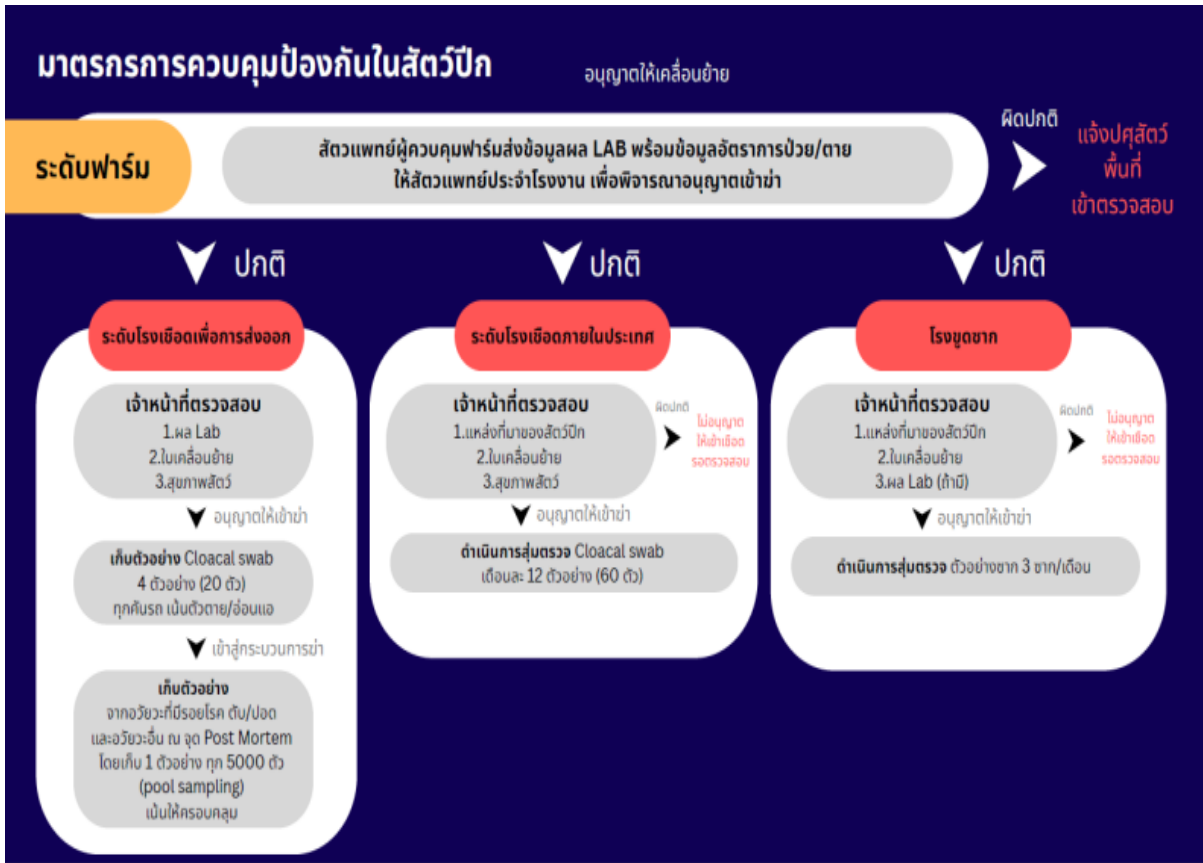 มาตรกรการควบคุมป้องกันในสัตว์ปีก
อนุญาตให้เคลื่อนย้าย
ระดับฟาร์ม
สัตวแพทย์ผู้ควบคุมฟาร์มส่งข้อมูลผล LAB พร้อมข้อมูลอัตราการป่วย/ตาย
ให้สัตวแพทย์ประจำโรงงาน เพื่อพิจารณาอนุญาตเข้าฆ่า
ผิดปกติ
แจ้งปศุสัตว์
พื้นที่
เข้าตรวจสอบ
ปกติ
ปกติ
ปกติ
ระดับโรงเชือดเพื่อการส่งออก
เจ้าหน้าที่ตรวจสอบ
1.ผล Lab
2.ใบเคลื่อนย้าย
3.สุขภาพสัตว์
อนุญาตให้เข้าฆ่า
เก็บตัวอย่าง Cloacal swab
4 ตัวอย่าง (20 ตัว)
ทุกคันรถ เน้นตัวตาย/อ่อนแอ
เข้าสู่กระบวนการฆ่า
เก็บตัวอย่าง
จากอวัยวะที่มีรอยโรค ตับ/ปอด
และอวัยวะอื่น ณ จุด Post Mortem
โดยเก็บ 1 ตัวอย่าง ทุก 5000 ตัว
(pool sampling)
เน้นให้ครอบคลุม
ระดับโรงเชือดภายในประเทศ
เจ้าหน้าที่ตรวจสอบ
1.แหล่งที่มาของสัตว์ปีก
2.ใบเคลื่อนย้าย
3.สุขภาพสัตว์
ผิดปกติ
ไม่อนุญาต
ให้เข้าเชือด
รอตรวจสอบ
อนุญาตให้เข้าฆ่า
ดำเนินการสุ่มตรวจ Cloacal swab
เดือนละ 12 ตัวอย่าง (60 ตัว)
โรงขูดซาก
เจ้าหน้าที่ตรวจสอบ
1.แหล่งที่มาของสัตว์ปีก
2.ใบเคลื่อนย้าย
3.ผล Lab (ถ้ามี)
ผิดปกติ
ไม่อนุญาต
ให้เข้าเชือด
รอตรวจสอบ
อนุญาตให้เข้าฆ่า
ดำเนินการสุ่มตรวจ ตัวอย่างซาก 3 ซาก/เดือน